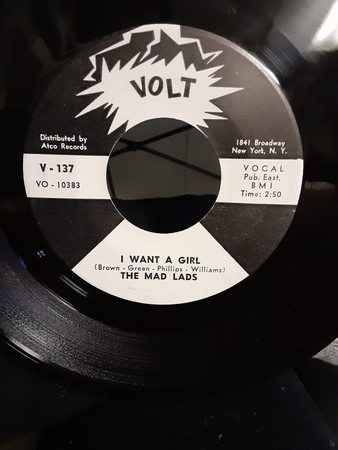 VOLT
Distributed by
Atco Records
1841 Broadway
New York, N. Y.
V - 137
VO - 10383
VOCAL
Pub. East,
BMI
Time: 2:50
I WANT A GIRL
(Brown - Green - Phillips - Williams)
THE MAD LADS